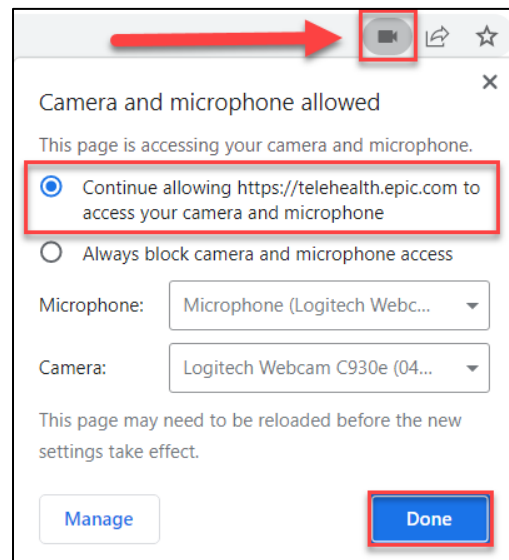 Camera and microphone allowed
This page is accessing your camera and microphone.
Continue allowing https://telehealth.epic.com to
access your camera and microphone
Always block camera and microphone access
Microphone: Microphone (Logitech Webc...
Camera: Logitech Webcam C930e (04...
This page may need to be reloaded before the new
settings take effect.
Manage Done